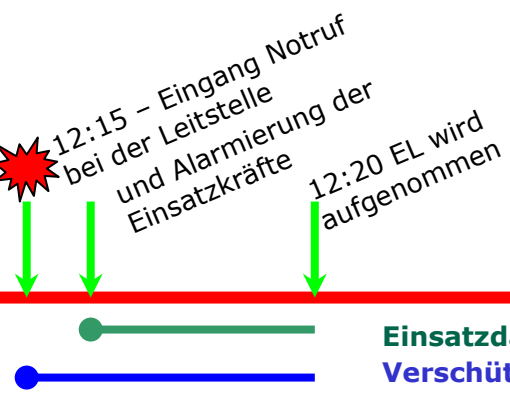 12:15 – Eingang Notruf
bei der Leitstelle
und Alarmierung der
Einsatzkräfte
12:20 EL wird
aufgenommen